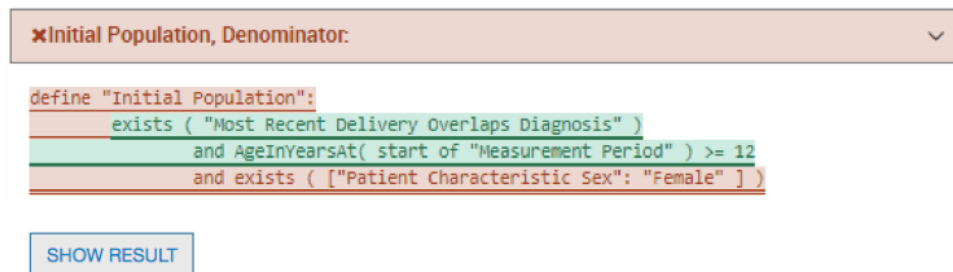 ×Initial Population, Denominator:
define "Initial Population":
exists ( "Most Recent Delivery Overlaps Diagnosis" )
and AgeInYearsAt( start of "Measurement Period" ) >= 12
and exists ( ["Patient Characteristic Sex": "Female" ] )
SHOW RESULT